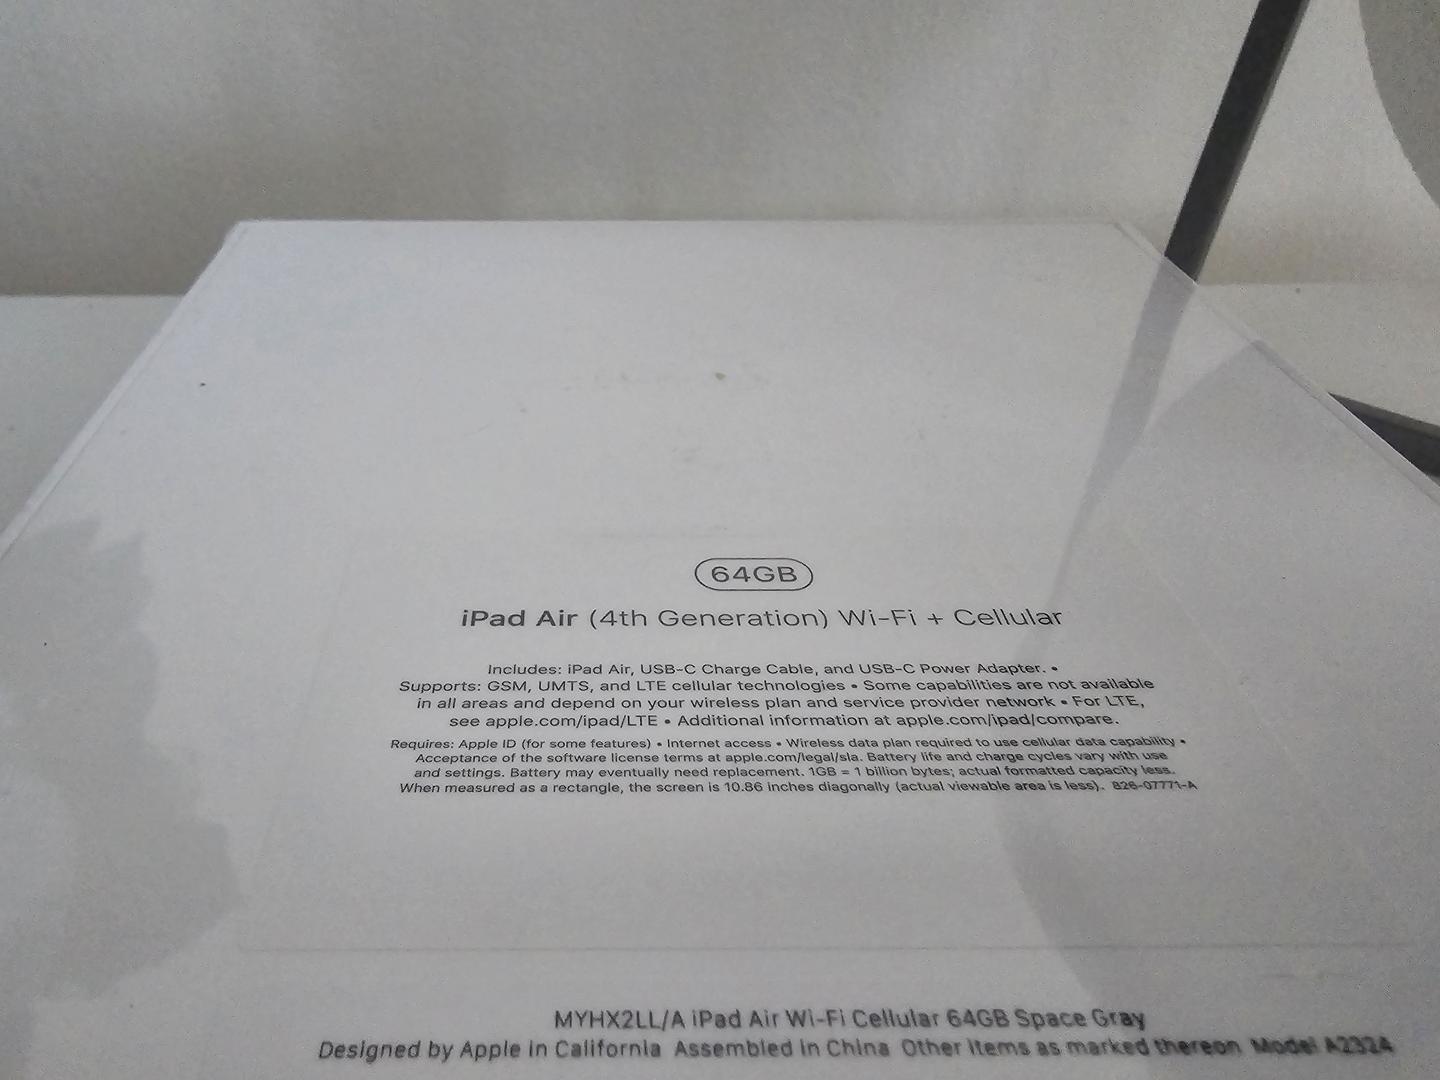 64GB
iPad Air (4th Generation) Wi-Fi + Cellular
Includes: iPad Air, USB-C Charge Cable, and USB-C Power Adapter. •
Supports: GSM, UMTS, and LTE cellular technologies • Some capabilities are not available
in all areas and depend on your wireless plan and service provider network • For LTE,
see apple.com/ipad/LTE • Additional information at apple.com/ipad/compare.
Requires: Apple ID (for some features) • Internet access • Wireless data plan required to use cellular data capability •
Acceptance of the software license terms at apple.com/legal/sla. Battery life and charge cycles vary with use
and settings. Battery may eventually need replacement. 1GB = 1 billion bytes; actual formatted capacity less.
When measured as a rectangle, the screen is 10.86 inches diagonally (actual viewable area is less). 826-07771-A
MYHX2LL/A iPad Air Wi-Fi Cellular 64GB Space Gray
Designed by Apple in California Assembled in China Other items as marked thereon Model A2324